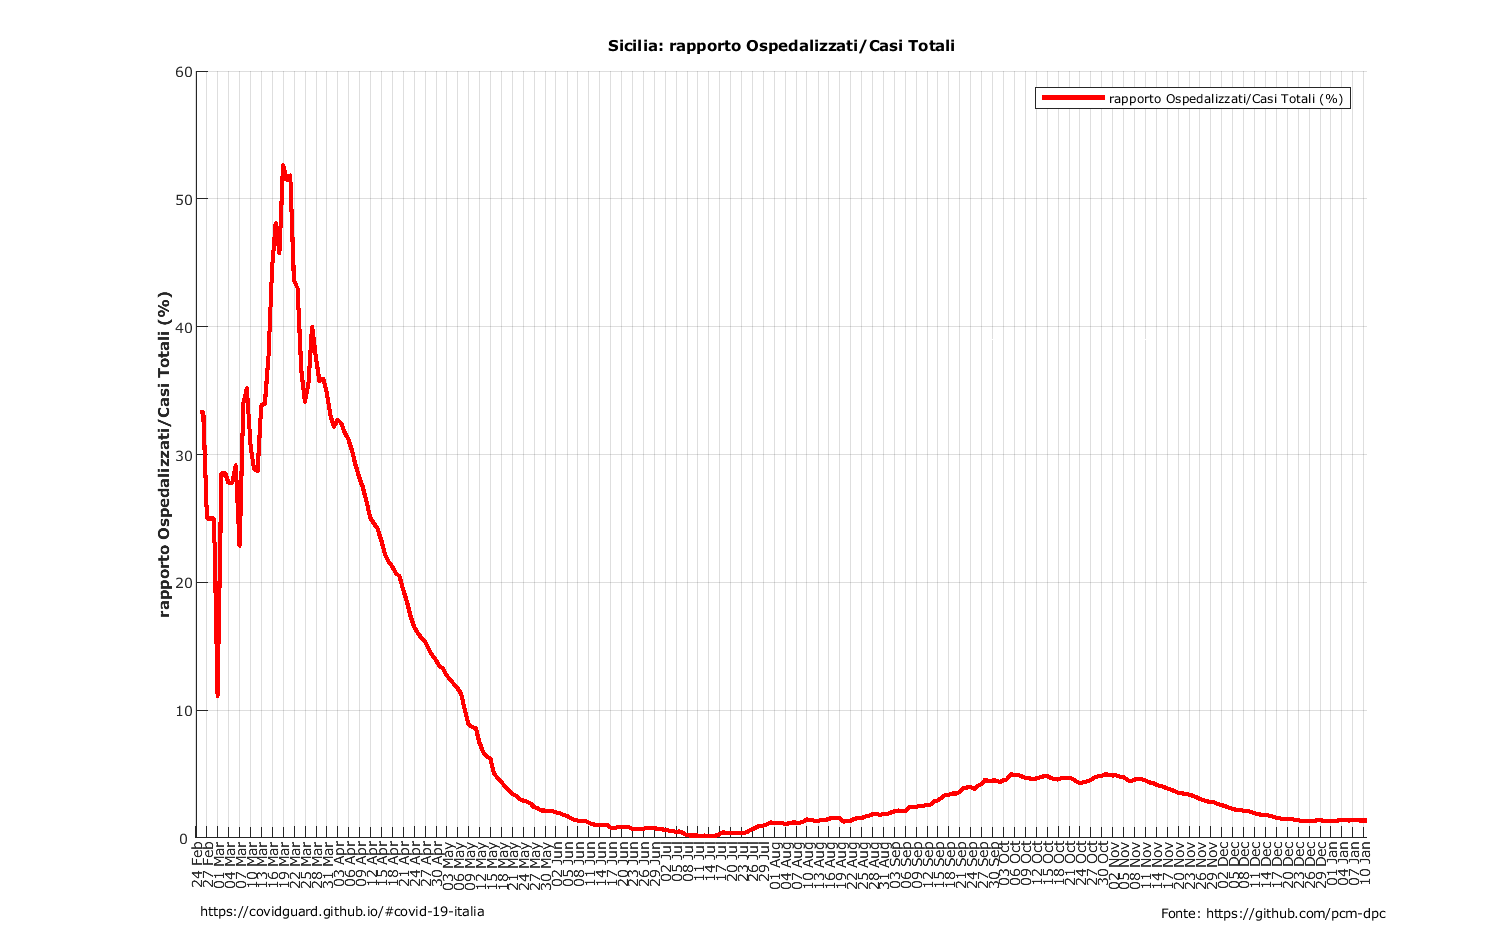 Sicilia: rapporto Ospedalizzati/Casi Totali
rapporto Ospedalizzati/Casi Totali (%)
rapporto Ospedalizzati/Casi Totali (%)
60
50
40
30
20
10
0
24 Feb
27 Feb
01 Mar
04 Mar
07 Mar
10 Mar
13 Mar
16 Mar
19 Mar
22 Mar
25 Mar
28 Mar
31 Mar
03 Apr
06 Apr
09 Apr
12 Apr
15 Apr
18 Apr
21 Apr
24 Apr
27 Apr
30 Apr
03 May
06 May
09 May
12 May
15 May
18 May
21 May
24 May
27 May
30 May
02 Jun
05 Jun
08 Jun
11 Jun
14 Jun
17 Jun
20 Jun
23 Jun
26 Jun
29 Jun
02 Jul
05 Jul
08 Jul
11 Jul
14 Jul
17 Jul
20 Jul
23 Jul
26 Jul
29 Jul
01 Aug
04 Aug
07 Aug
10 Aug
13 Aug
16 Aug
19 Aug
22 Aug
25 Aug
28 Aug
31 Aug
03 Sep
06 Sep
09 Sep
12 Sep
15 Sep
18 Sep
21 Sep
24 Sep
27 Sep
30 Sep
03 Oct
06 Oct
09 Oct
12 Oct
15 Oct
18 Oct
21 Oct
24 Oct
27 Oct
30 Oct
02 Nov
05 Nov
08 Nov
11 Nov
14 Nov
17 Nov
20 Nov
23 Nov
26 Nov
29 Nov
02 Dec
05 Dec
08 Dec
11 Dec
14 Dec
17 Dec
20 Dec
23 Dec
26 Dec
29 Dec
01 Jan
04 Jan
07 Jan
10 Jan
https://covidguard.github.io/#covid-19-italia
Fonte: https://github.com/pcm-dpc